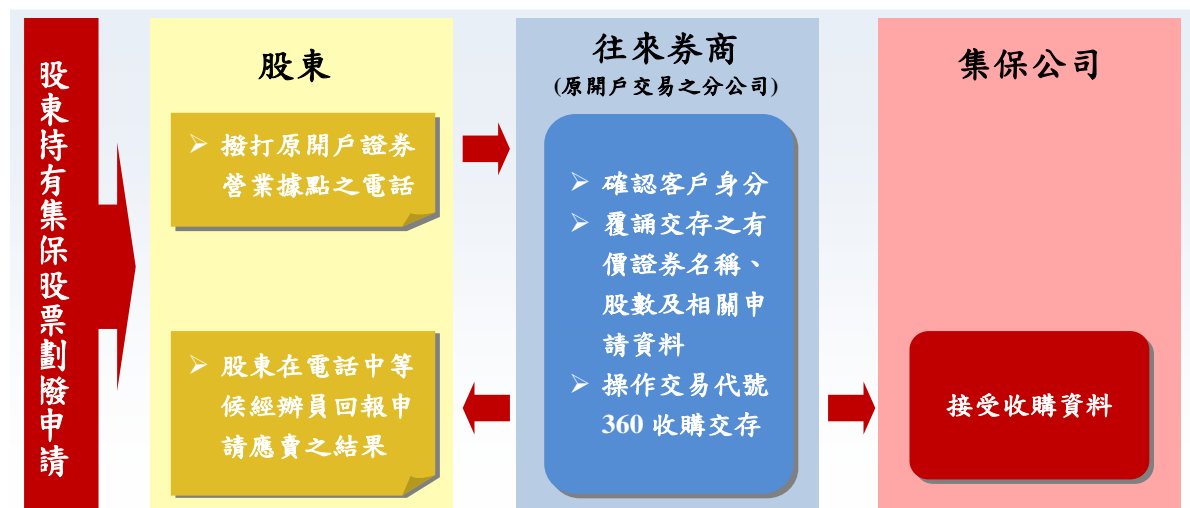 股東持有集保股票劃撥申請
股東
➢ 撥打原開戶證券
營業據點之電話
➢ 股東在電話中等
候經辦員回報申
請應賣之結果
往來券商
(原開戶交易之分公司)
➢ 確認客戶身分
➢ 覆誦交存之有
價證券名稱、
股數及相關申
請資料
➢ 操作交易代號
360 收購交存
集保公司
接受收購資料